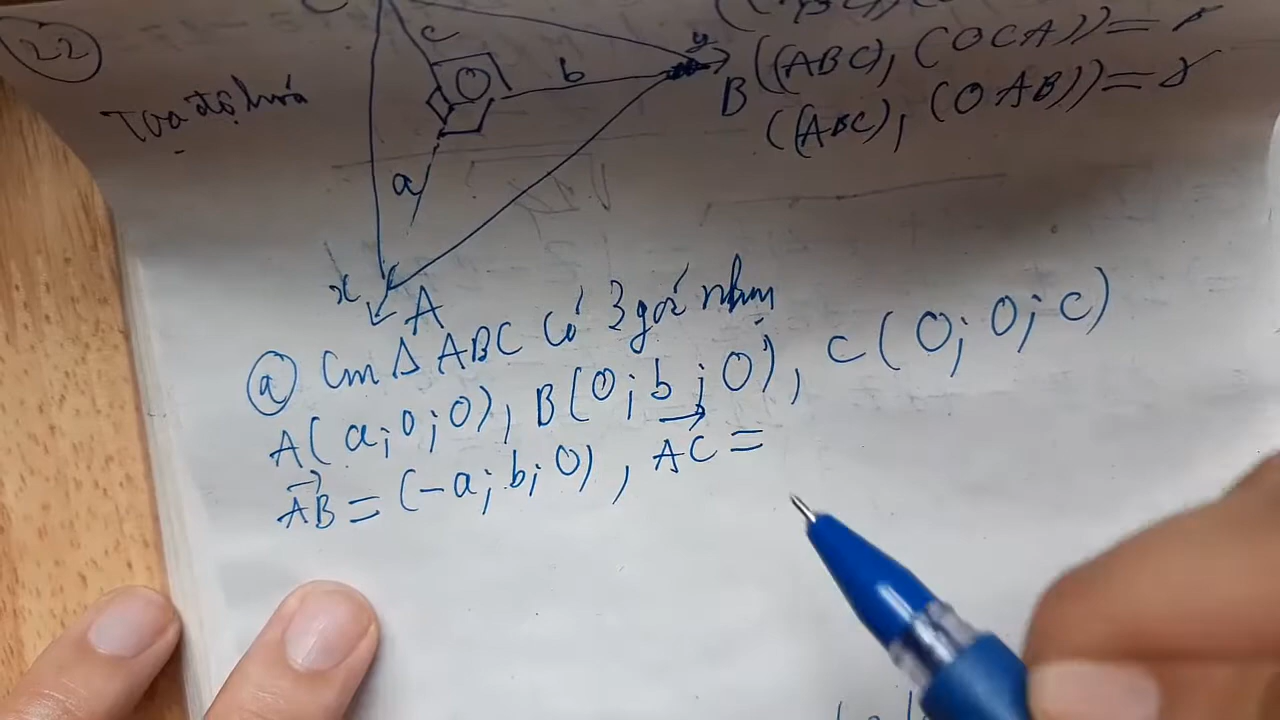 22
Toạ độ hoá
C
c
O
b
y
B
a
x
A
((ABC), (OCA)) =
((ABC), (OAB)) = γ
a Cm Δ ABC Có 3 góc nhọn
A(a;0;0), B(0;b;0), C(0;0;c)
AB = (-a;b;0), AC =